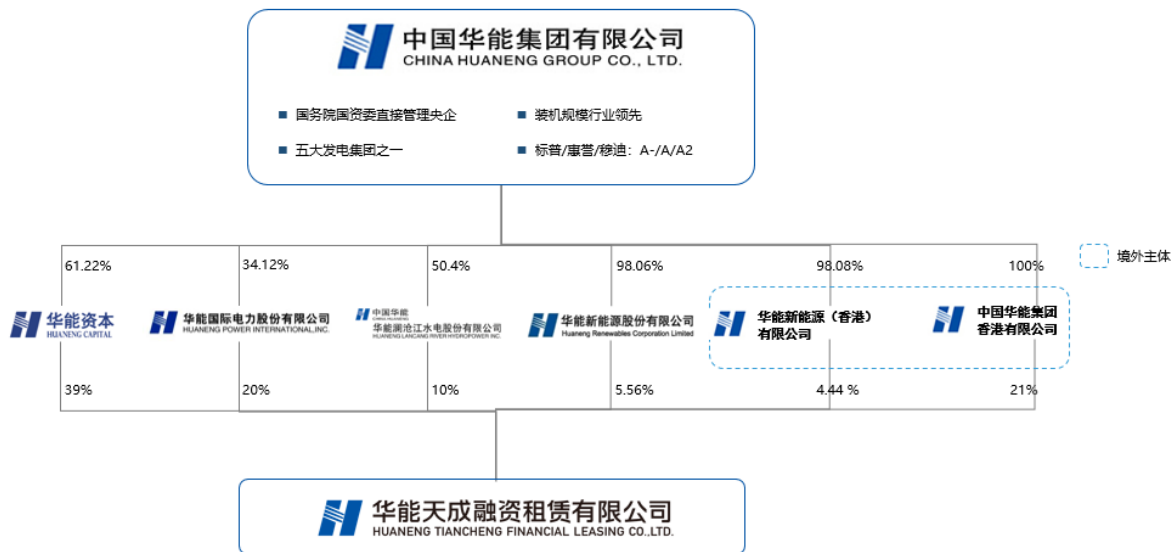 中国华能集团有限公司
CHINA HUANENG GROUP CO., LTD.
■ 国务院国资委直接管理央企
■ 装机规模行业领先
■ 五大发电集团之一
■ 标普/惠誉/穆迪：A-/A/A2
61.22%
34.12%
50.4%
98.06%
98.08%
100%
境外主体
华能资本
HUANENG CAPITAL
华能国际电力股份有限公司
HUANENG POWER INTERNATIONAL,INC.
中国华能
CHINA HUANENG
华能澜沧江水电股份有限公司
HUANENG LANCANG RIVER HYDROPOWER INC.
华能新能源股份有限公司
Huaneng Renewables Corporation Limited
华能新能源（香港）
有限公司
中国华能集团
香港有限公司
39%
20%
10%
5.56%
4.44 %
21%
华能天成融资租赁有限公司
HUANENG TIANCHENG FINANCIAL LEASING CO.,LTD.